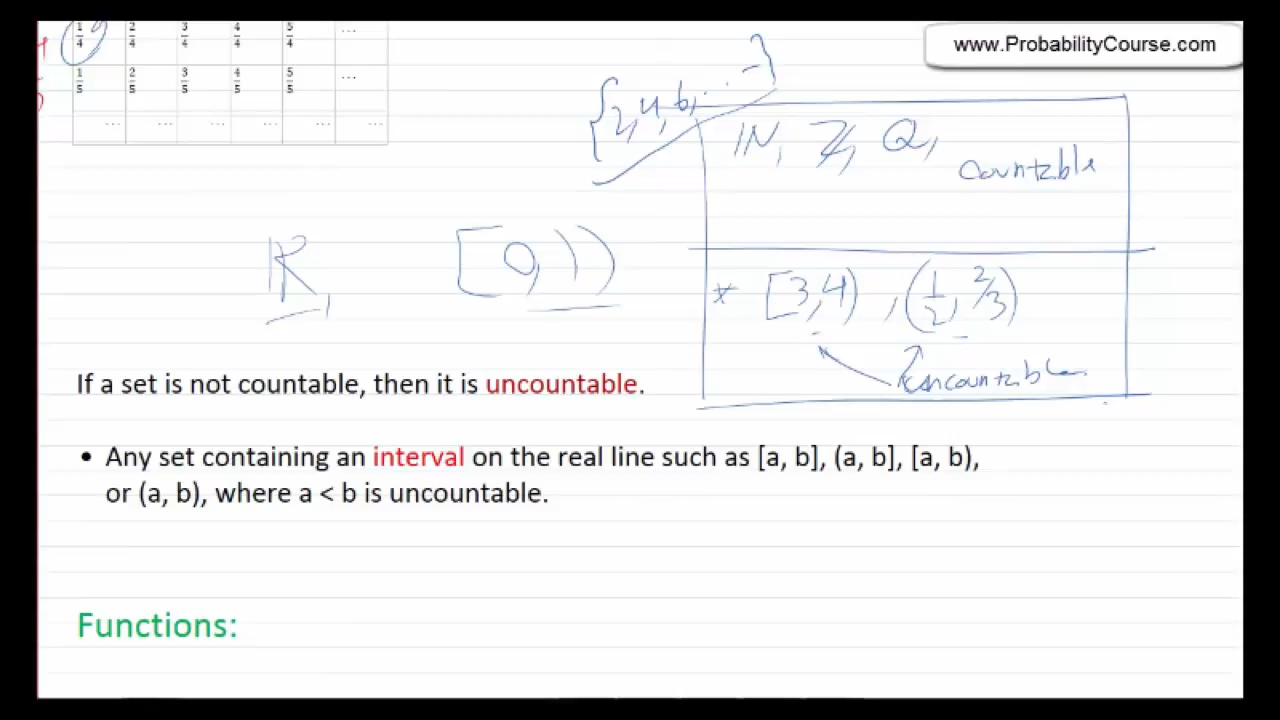 www.ProbabilityCourse.com
1/4 2/4 3/4 4/4 5/4 ...
1/5 2/5 3/5 4/5 5/5 ...
... ... ... ... ... ...
{2, 4, 6, ... }
ℕ, ℤ, Q, countable
ℝ, [0, 1)
* [3,4) , (1/2, 2/3)
uncountable
If a set is not countable, then it is uncountable.
• Any set containing an interval on the real line such as [a, b], (a, b], [a, b),
or (a, b), where a < b is uncountable.
Functions: